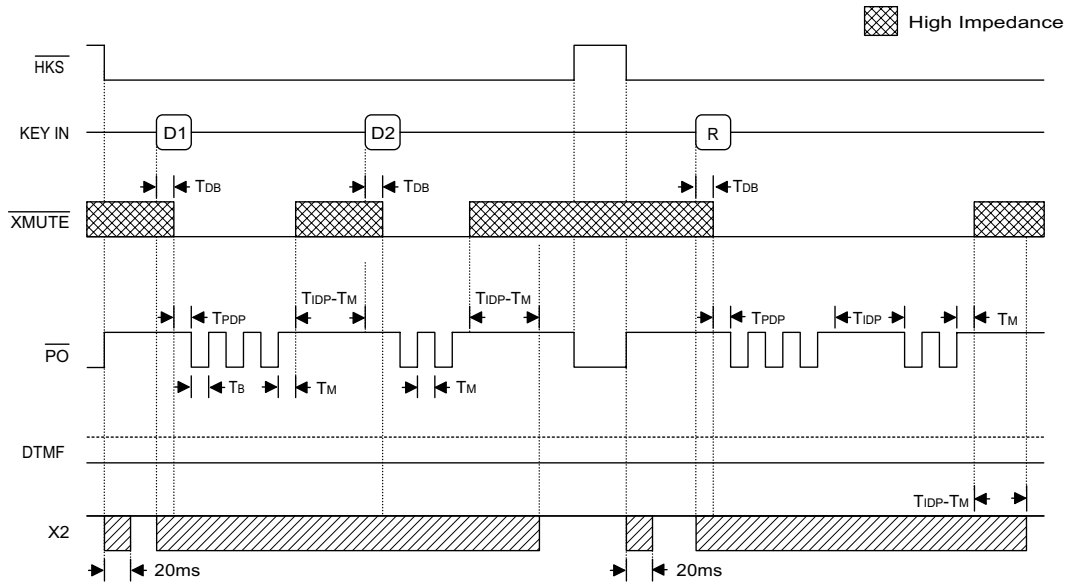 High Impedance
HKS
KEY IN
D1
D2
R
TDB
TDB
TDB
XMUTE
TPDP
TIDP-TM
TIDP-TM
TPDP
TIDP
TM
PO
TB
TM
TM
DTMF
TIDP-TM
X2
20ms
20ms